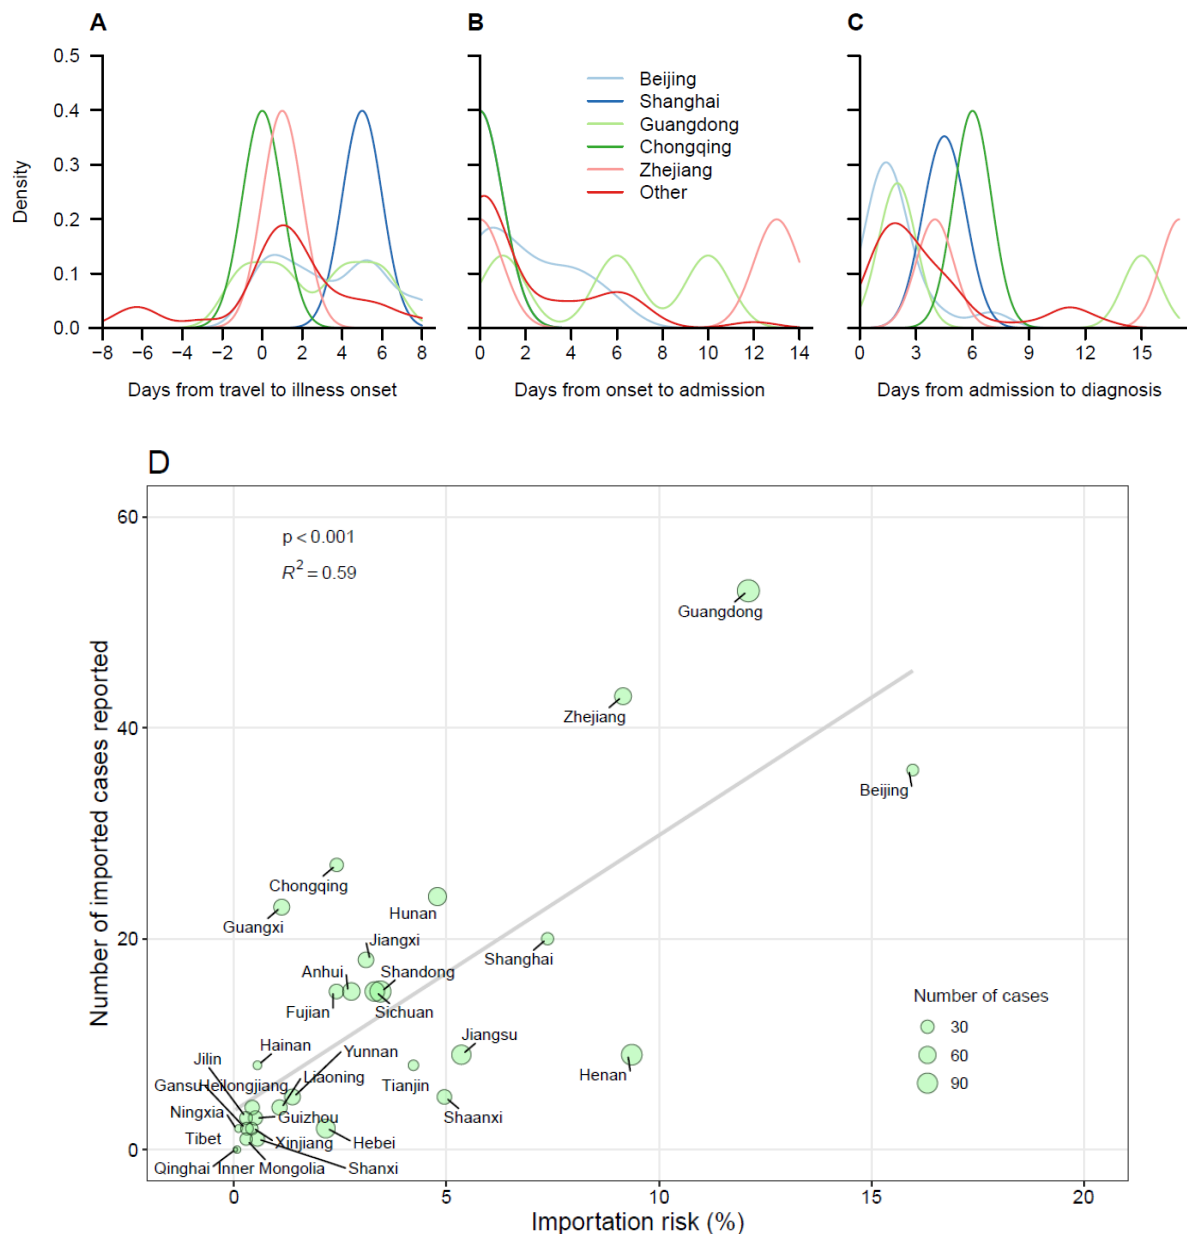 A
B
C
0.5
0.4
0.3
0.2
0.1
0.0
Density
−8 −6 −4 −2 0 2 4 6 8
Days from travel to illness onset
Beijing
Shanghai
Guangdong
Chongqing
Zhejiang
Other
0 2 4 6 8 10 12 14
Days from onset to admission
0 3 6 9 12 15
Days from admission to diagnosis
D
60
40
20
0
Number of imported cases reported
p < 0.001
R² = 0.59
Guangdong
Zhejiang
Beijing
Chongqing
Guangxi
Hunan
Jiangxi
Shanghai
Anhui
Shandong
Fujian
Sichuan
Number of cases
30
60
90
Hainan
Yunnan
Jiangsu
Jilin
Henan
Gansu
Heilongjiang
Liaoning
Tianjin
Ningxia
Guizhou
Shaanxi
Tibet
Xinjiang
Hebei
Qinghai
Inner Mongolia
Shanxi
0 5 10 15 20
Importation risk (%)